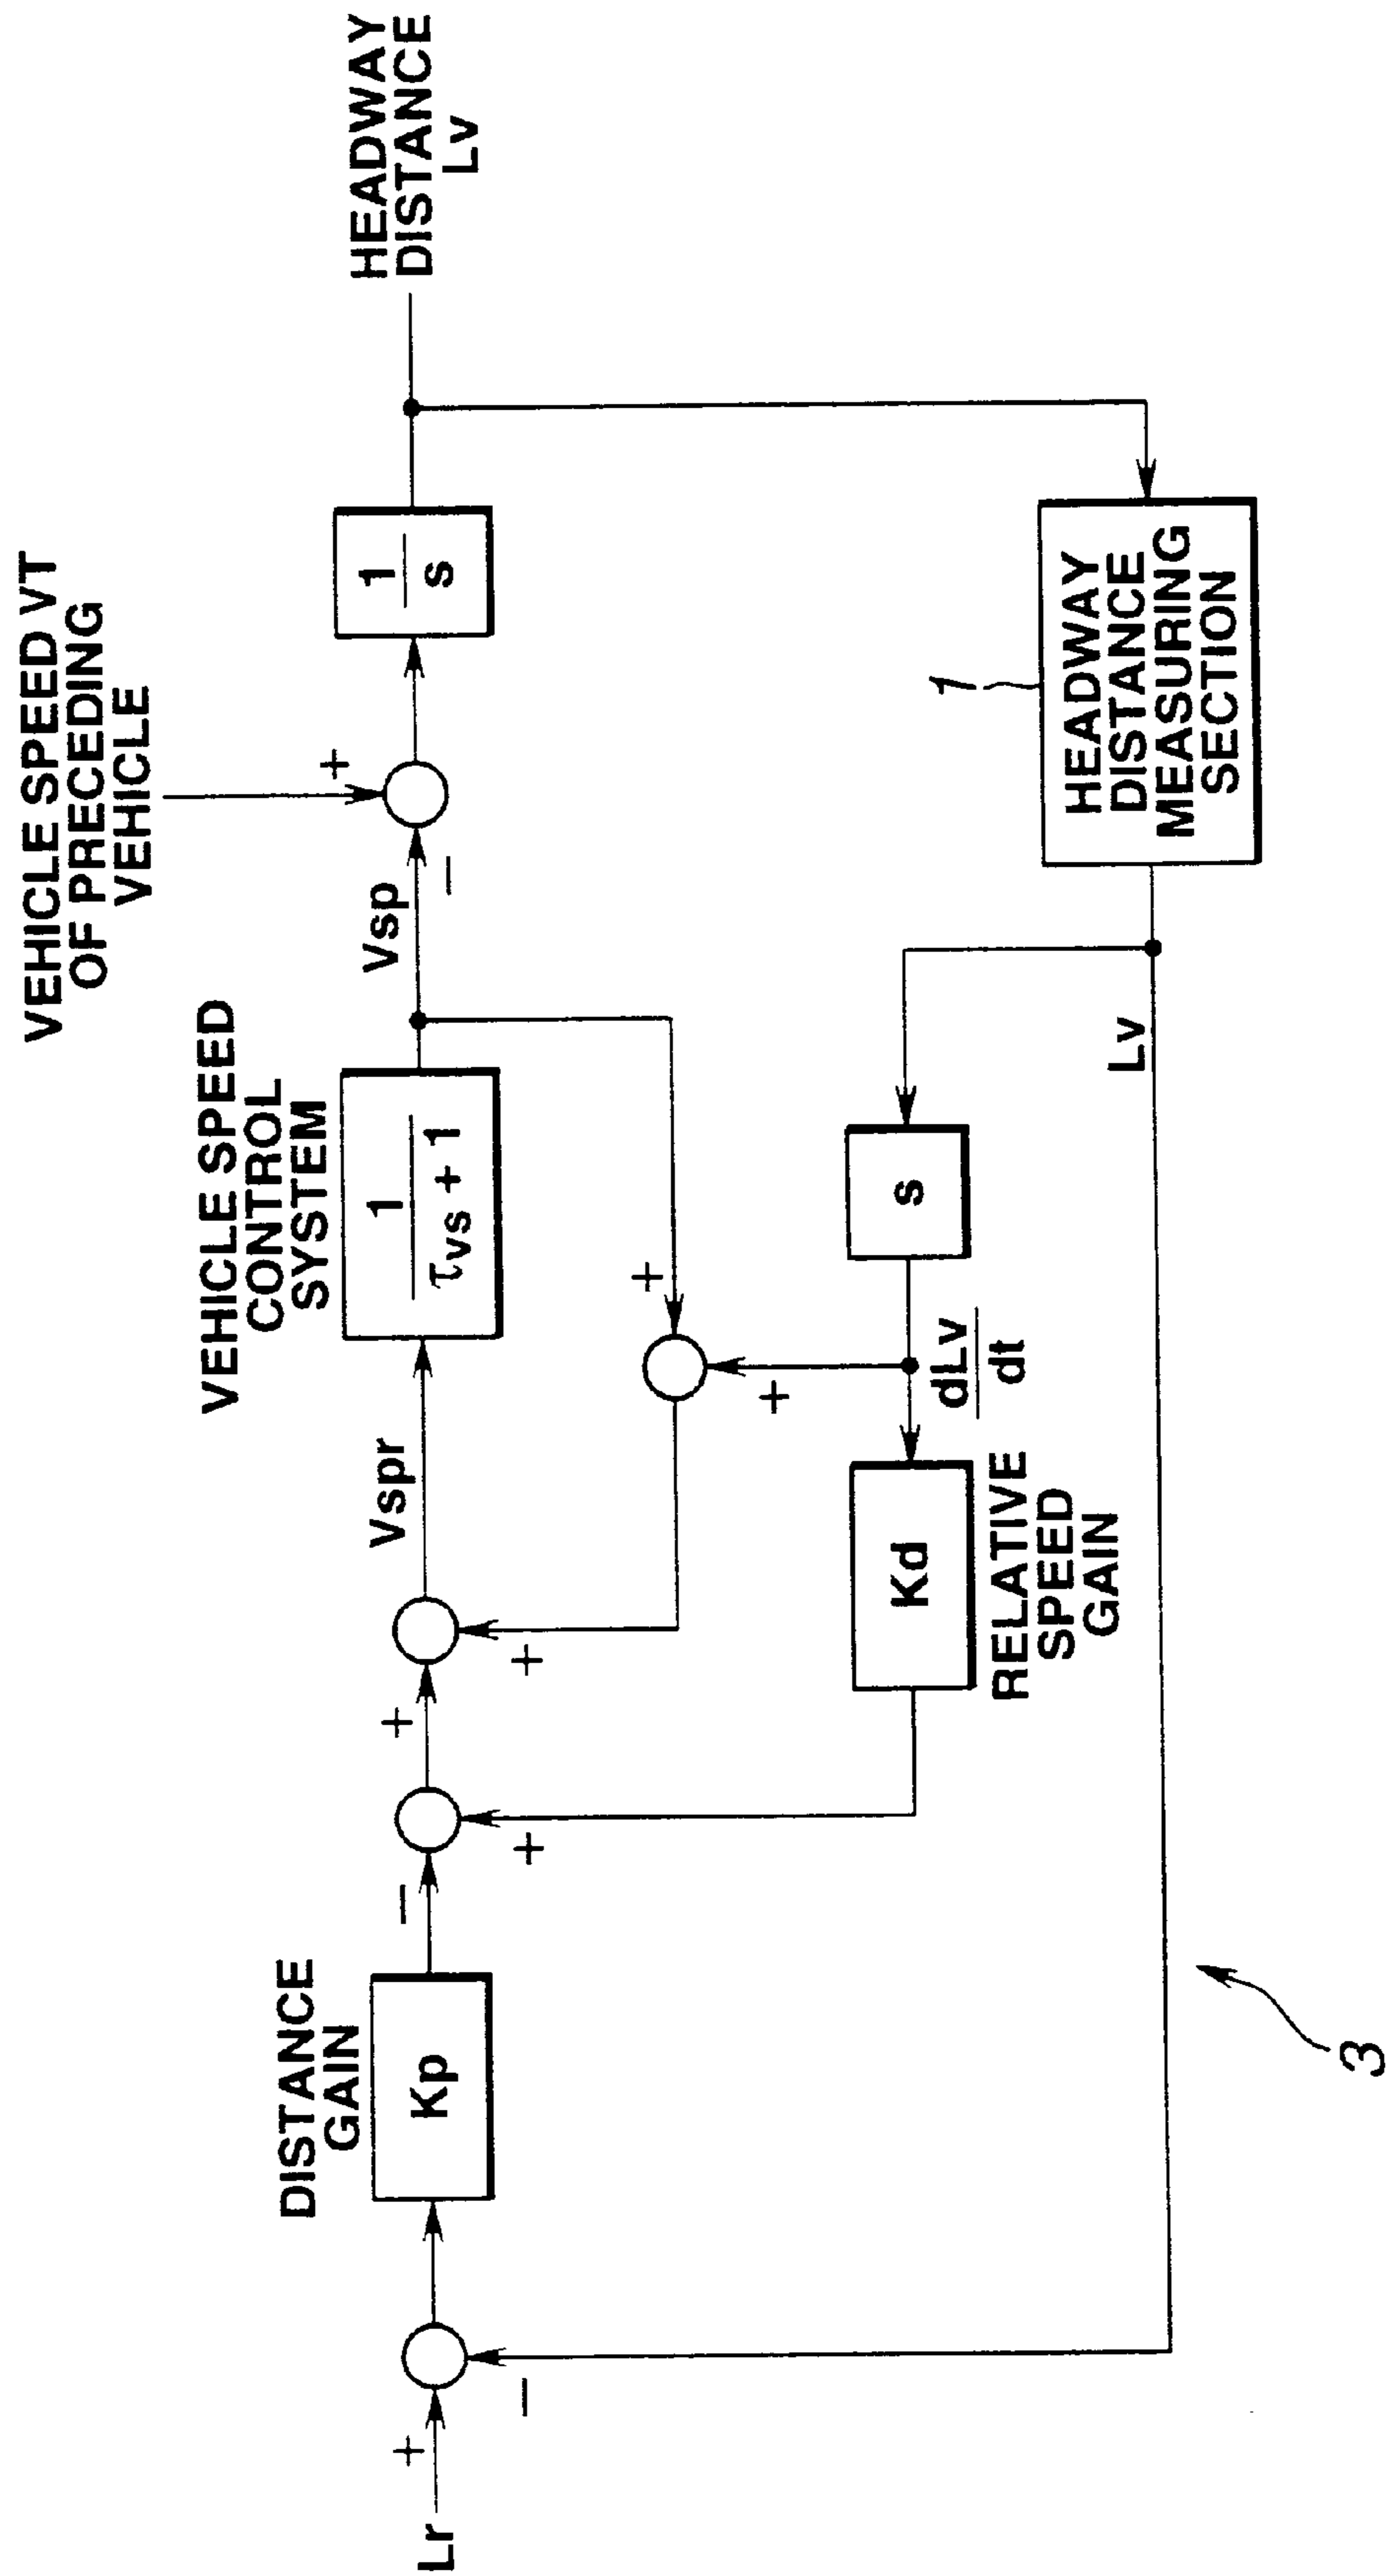 VEHICLE SPEED VT
OF PRECEDING
VEHICLE
VEHICLE SPEED
CONTROL
SYSTEM
DISTANCE
GAIN
Lr
+
−
Kp
−
+
+
+
Vspr
1
τvs + 1
Vsp
−
+
1
s
HEADWAY
DISTANCE
Lv
+
+
s
dLv
dt
Kd
RELATIVE
SPEED
GAIN
Lv
1
HEADWAY
DISTANCE
MEASURING
SECTION
3